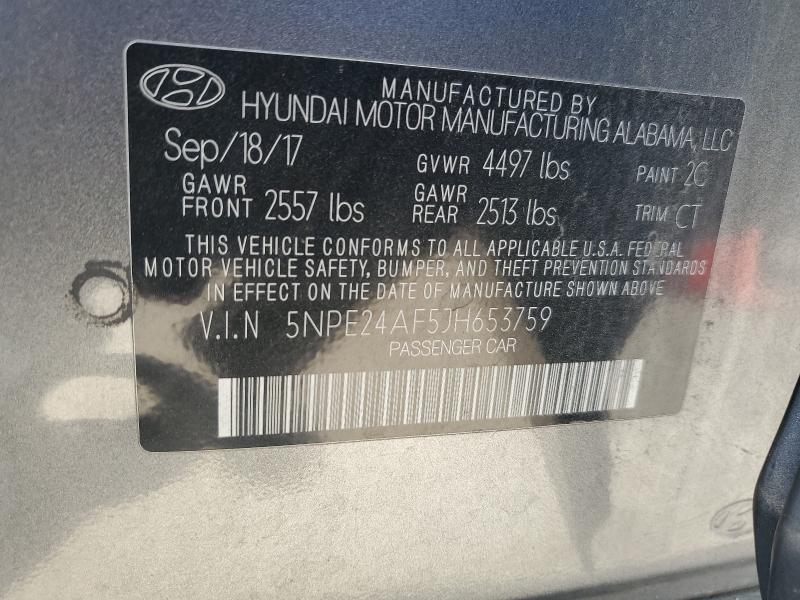 MANUFACTURED BY
HYUNDAI MOTOR MANUFACTURING ALABAMA, LLC
Sep/18/17 GVWR 4497 lbs PAINT 2C
GAWR FRONT 2557 lbs GAWR REAR 2513 lbs TRIM CT
THIS VEHICLE CONFORMS TO ALL APPLICABLE U.S.A. FEDERAL
MOTOR VEHICLE SAFETY, BUMPER, AND THEFT PREVENTION STANDARDS
IN EFFECT ON THE DATE OF MANUFACTURE SHOWN ABOVE
V.I.N 5NPE24AF5JH653759
PASSENGER CAR